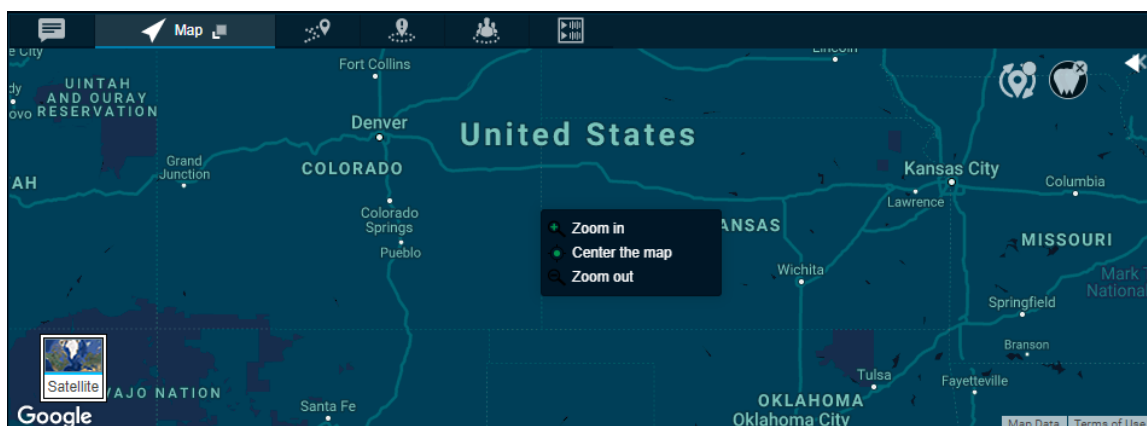 Map
e City
Lincoln
Fort Collins
UINTAH
AND OURAY
RESERVATION
dy
ovo
Denver
United States
Grand
Junction
COLORADO
Kansas City
AH
Columbia
Lawrence
Colorado
Springs
Zoom in
ANSAS
Pueblo
Center the map
MISSOURI
Zoom out
Wichita
Mark
National
Springfield
Branson
Satellite
Tulsa
Fayetteville
AJO NATION
Santa Fe
OKLAHOMA
Oklahoma City
Google
Map Data
Terms of Use